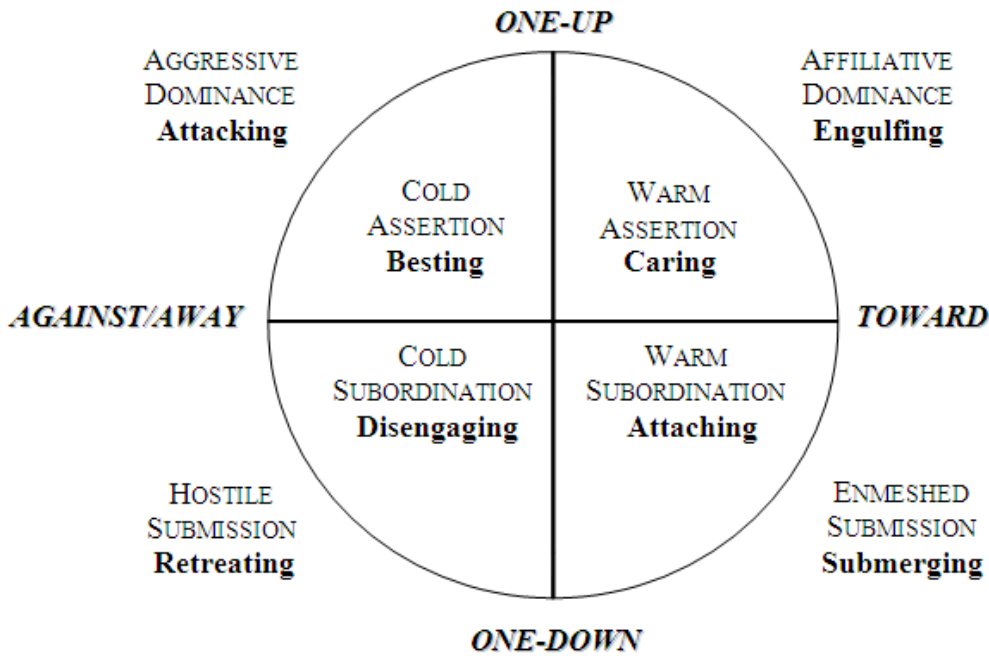 ONE-UP
AGGRESSIVE
DOMINANCE
Attacking
AFFILIATIVE
DOMINANCE
Engulfing
COLD
ASSERTION
Besting
WARM
ASSERTION
Caring
AGAINST/AWAY
TOWARD
COLD
SUBORDINATION
Disengaging
WARM
SUBORDINATION
Attaching
HOSTILE
SUBMISSION
Retreating
ENMESHED
SUBMISSION
Submerging
ONE-DOWN